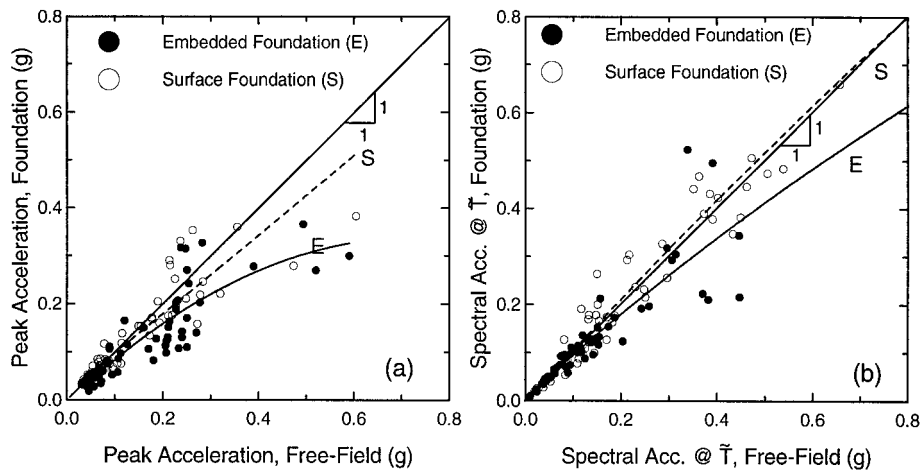 Peak Acceleration, Foundation (g)
0.8
0.6
0.4
0.2
0.0
Embedded Foundation (E)
Surface Foundation (S)
1
1
S
E
(a)
0.0 0.2 0.4 0.6 0.8
Peak Acceleration, Free-Field (g)
Spectral Acc. @ T̃, Foundation (g)
0.8
0.6
0.4
0.2
0.0
Embedded Foundation (E)
Surface Foundation (S)
S
1
1
E
(b)
0.0 0.2 0.4 0.6 0.8
Spectral Acc. @ T̃, Free-Field (g)